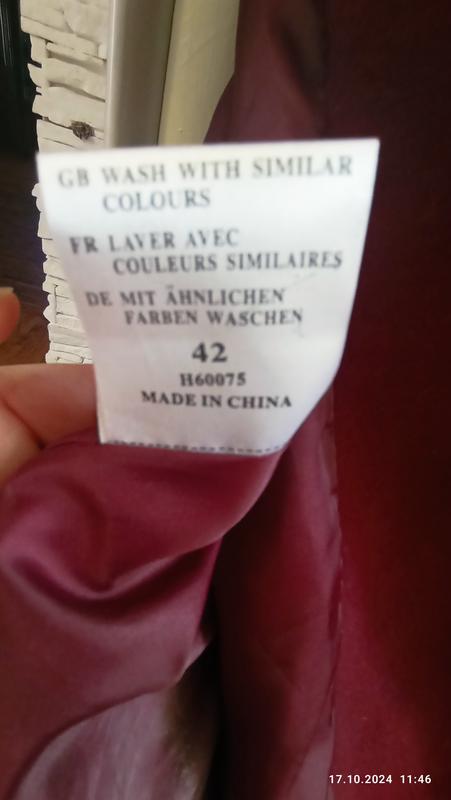 GB WASH WITH SIMILAR
COLOURS
FR LAVER AVEC
COULEURS SIMILAIRES
DE MIT ÄHNLICHEN
FARBEN WASCHEN
42
H60075
MADE IN CHINA
17.10.2024 11:46